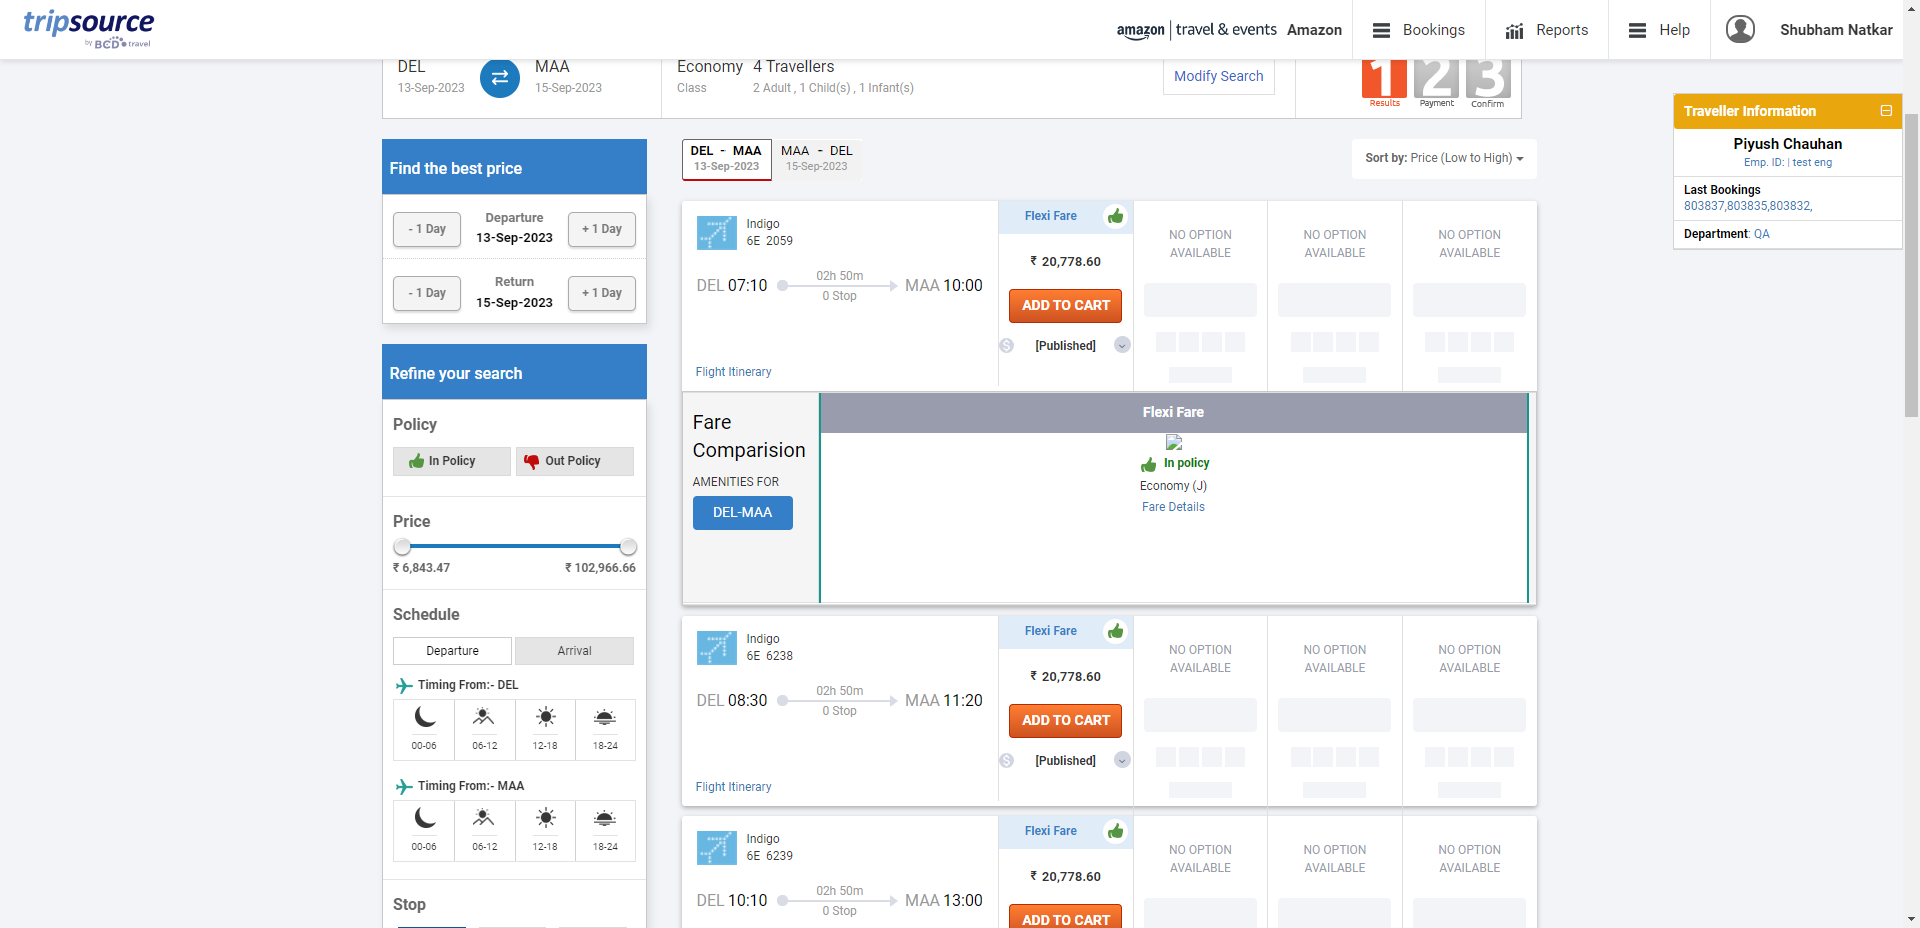 tripsource
by BCD travel
amazon | travel & events Amazon
Bookings
Reports
Help
Shubham Natkar
DEL
13-Sep-2023
MAA
15-Sep-2023
Economy
Class
4 Travellers
2 Adult , 1 Child(s) , 1 Infant(s)
Modify Search
1
Results
2
Payment
3
Confirm
Traveller Information
Piyush Chauhan
Emp. ID: | test eng
Last Bookings
803837,803835,803832,
Department: QA
Find the best price
- 1 Day
Departure
13-Sep-2023
+ 1 Day
- 1 Day
Return
15-Sep-2023
+ 1 Day
Refine your search
Policy
In Policy
Out Policy
Price
₹ 6,843.47
₹ 102,966.66
Schedule
Departure
Arrival
Timing From:- DEL
00-06
06-12
12-18
18-24
Timing From:- MAA
00-06
06-12
12-18
18-24
Stop
DEL - MAA
13-Sep-2023
MAA - DEL
15-Sep-2023
Sort by: Price (Low to High)
Indigo
6E 2059
DEL 07:10
02h 50m
0 Stop
MAA 10:00
Flight Itinerary
Flexi Fare
₹ 20,778.60
ADD TO CART
[Published]
NO OPTION
AVAILABLE
NO OPTION
AVAILABLE
NO OPTION
AVAILABLE
Fare
Comparision
AMENITIES FOR
DEL-MAA
Flexi Fare
In policy
Economy (J)
Fare Details
Indigo
6E 6238
DEL 08:30
02h 50m
0 Stop
MAA 11:20
Flight Itinerary
Flexi Fare
₹ 20,778.60
ADD TO CART
[Published]
NO OPTION
AVAILABLE
NO OPTION
AVAILABLE
NO OPTION
AVAILABLE
Indigo
6E 6239
DEL 10:10
02h 50m
0 Stop
MAA 13:00
Flexi Fare
₹ 20,778.60
ADD TO CART
NO OPTION
AVAILABLE
NO OPTION
AVAILABLE
NO OPTION
AVAILABLE